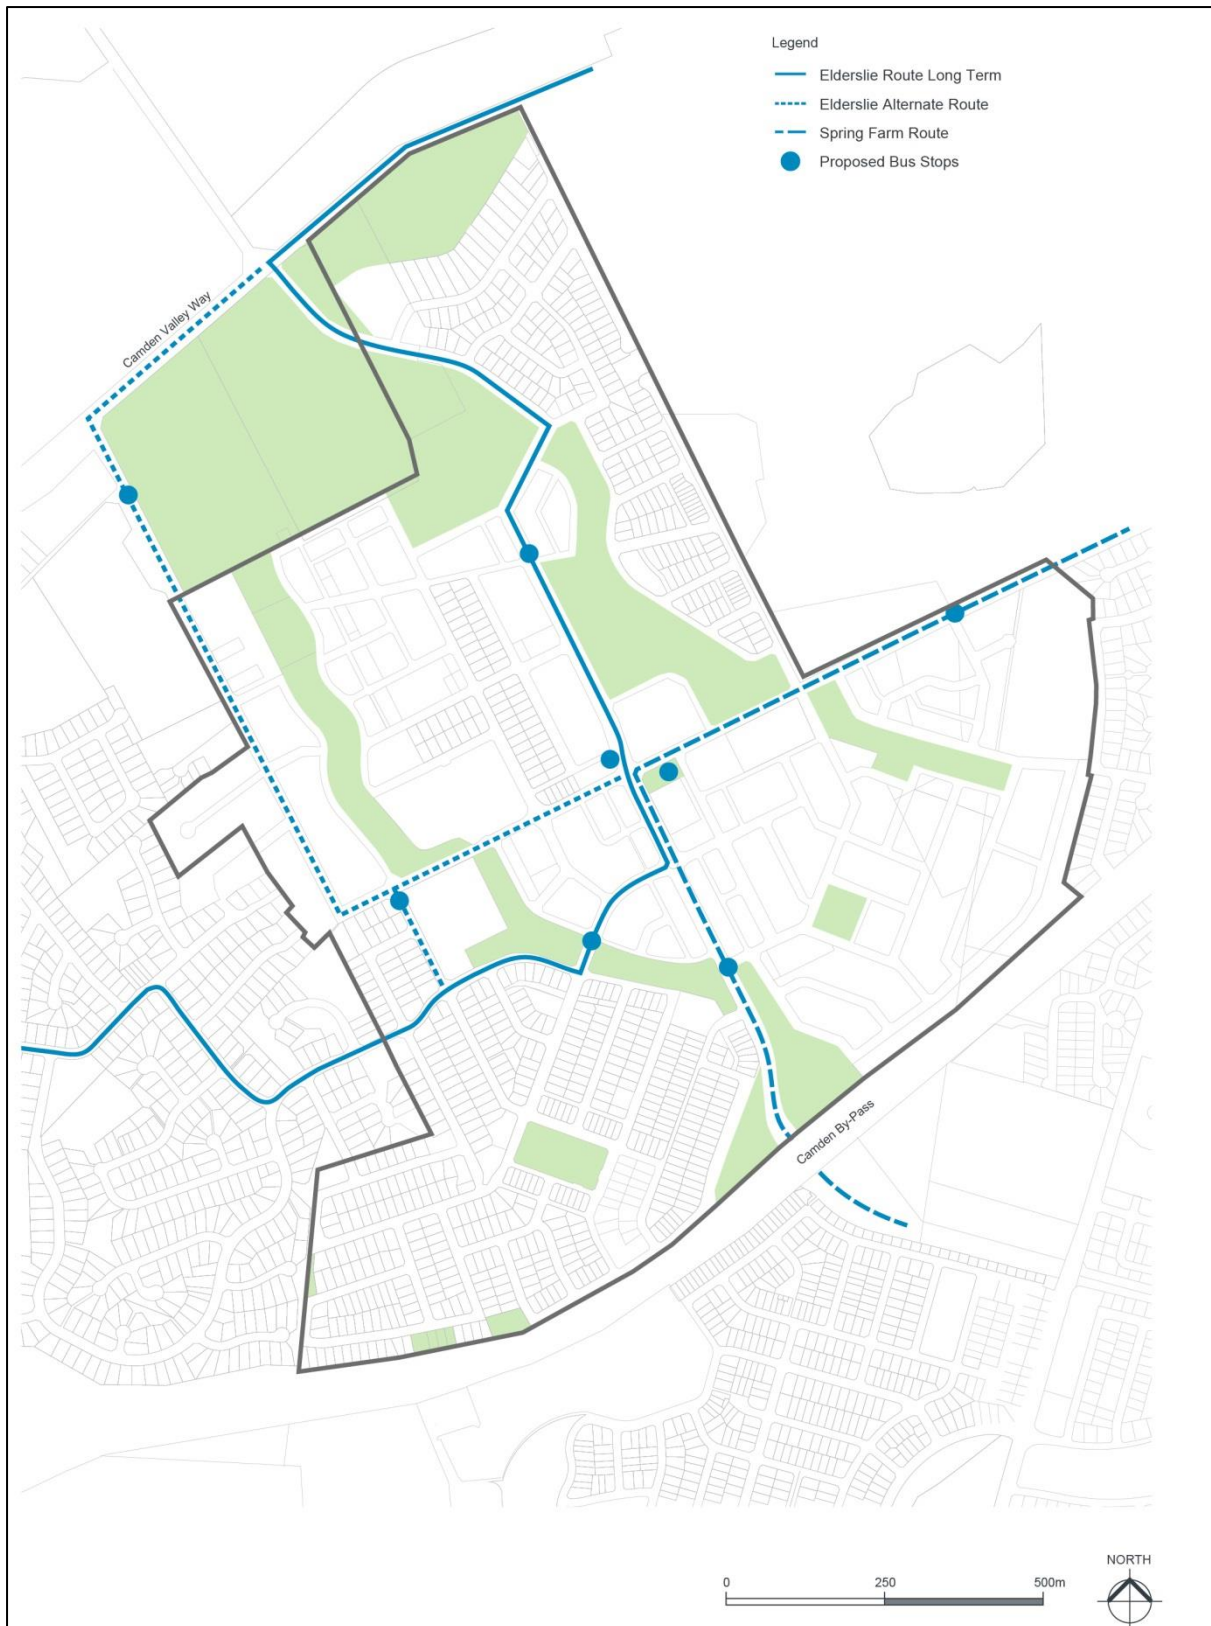 Legend
Elderslie Route Long Term
Elderslie Alternate Route
Spring Farm Route
Proposed Bus Stops
Camden Valley Way
Camden By-Pass
NORTH
0 250 500m